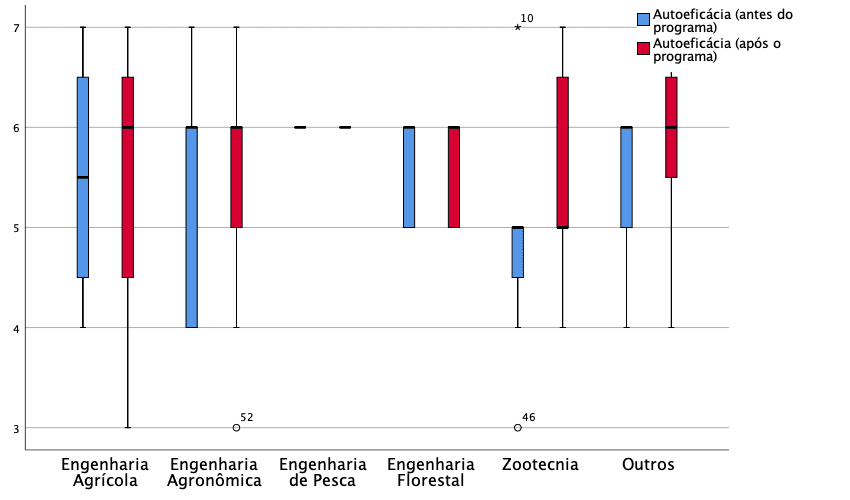 Autoeficácia (antes do
programa)
Autoeficácia (após o
programa)
7
6
5
4
3
10
52
46
Engenharia
Agrícola
Engenharia
Agronômica
Engenharia
de Pesca
Engenharia
Florestal
Zootecnia
Outros